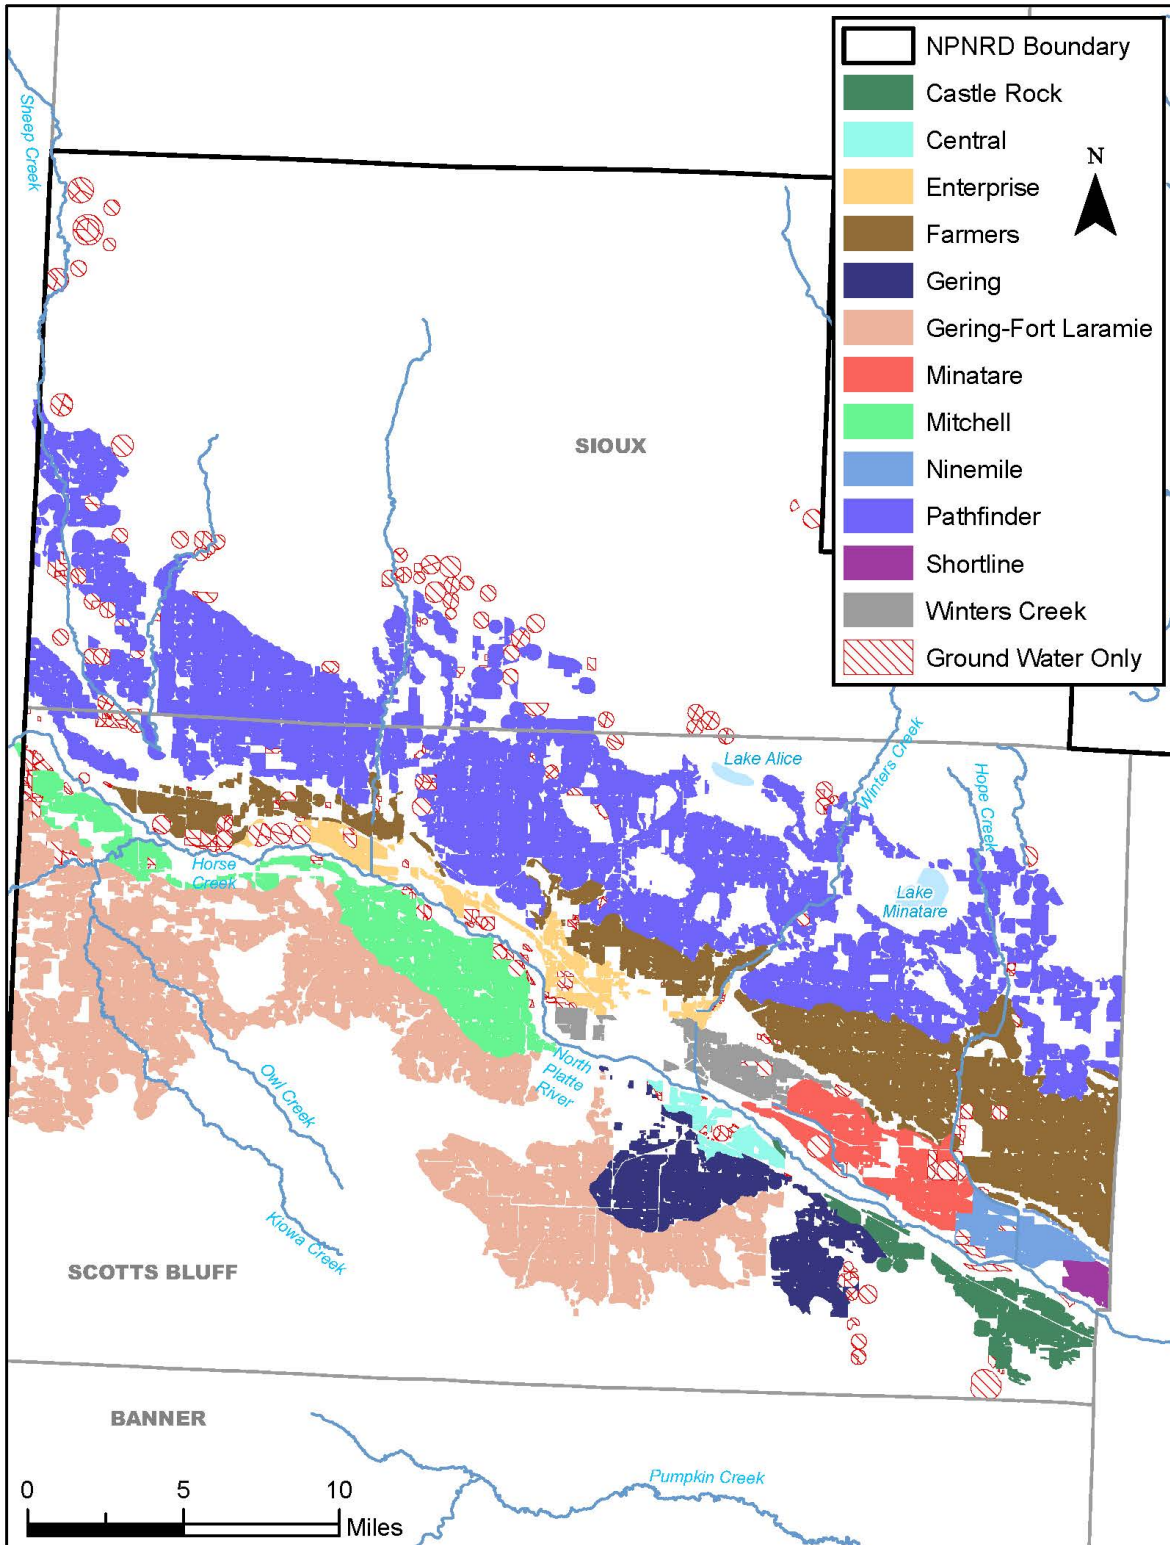 NPNRD Boundary
Castle Rock
Central
Enterprise
Farmers
Gering
Gering-Fort Laramie
Minatare
Mitchell
Ninemile
Pathfinder
Shortline
Winters Creek
Ground Water Only
N
Sheep Creek
SIOUX
Lake Alice
Winters Creek
Hope Creek
Lake
Minatare
Horse
Creek
North
Platte
River
Owl Creek
Kiowa Creek
SCOTTS BLUFF
BANNER
Pumpkin Creek
0 5 10
Miles